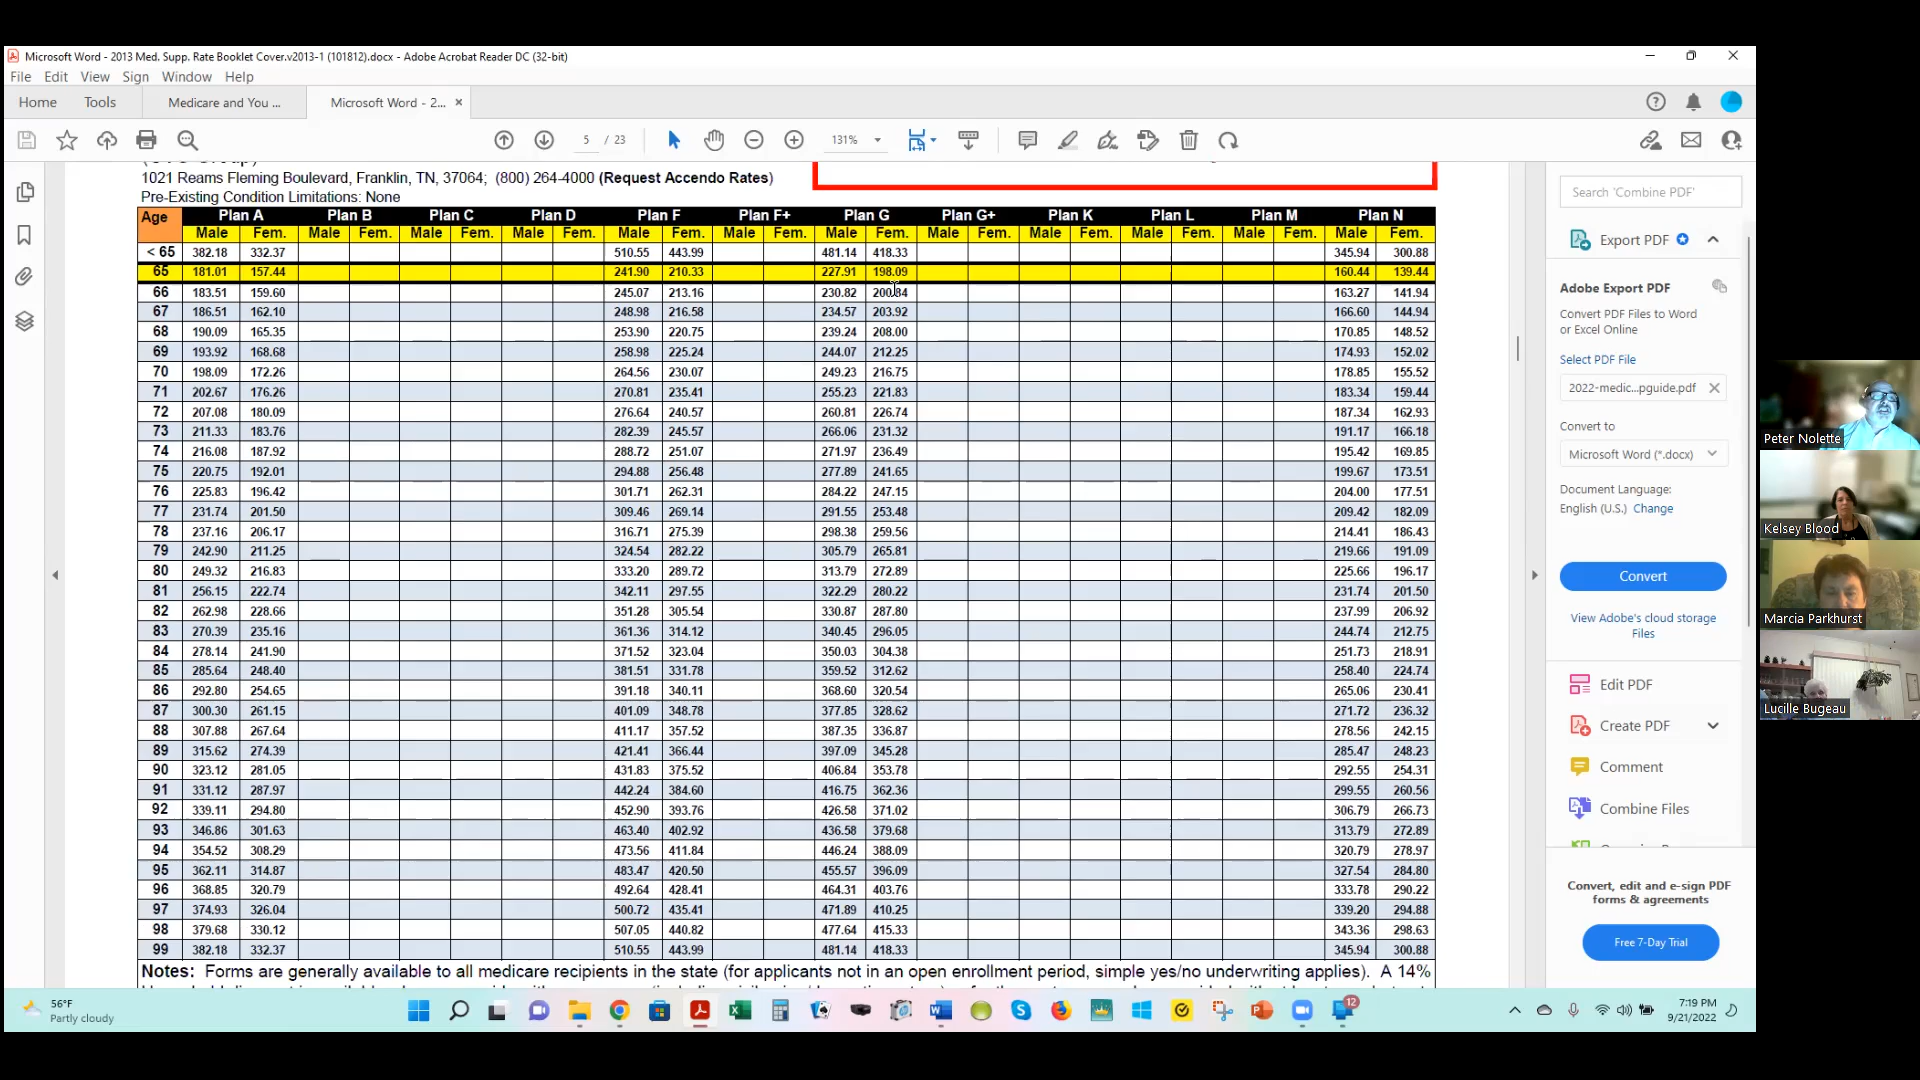 Microsoft Word - 2013 Med. Supp. Rate Booklet Cover.v2013-1 (101812).docx - Adobe Acrobat Reader DC (32-bit)
File Edit View Sign Window Help
Home Tools Medicare and You ... Microsoft Word - 2... ×
5 / 23 131%
1021 Reams Fleming Boulevard, Franklin, TN, 37064; (800) 264-4000 (Request Accendo Rates)
Pre-Existing Condition Limitations: None
Age Plan A Plan B Plan C Plan D Plan F Plan F+ Plan G Plan G+ Plan K Plan L Plan M Plan N
Male Fem. Male Fem. Male Fem. Male Fem. Male Fem. Male Fem. Male Fem. Male Fem. Male Fem. Male Fem. Male Fem. Male Fem.
< 65 382.18 332.37 510.55 443.99 481.14 418.33 345.94 300.88
65 181.01 157.44 241.90 210.33 227.91 198.09 160.44 139.44
66 183.51 159.60 245.07 213.16 230.82 200.84 163.27 141.94
67 186.51 162.10 248.98 216.58 234.57 203.92 166.60 144.94
68 190.09 165.35 253.90 220.75 239.24 208.00 170.85 148.52
69 193.92 168.68 258.98 225.24 244.07 212.25 174.93 152.02
70 198.09 172.26 264.56 230.07 249.23 216.75 178.85 155.52
71 202.67 176.26 270.81 235.41 255.23 221.83 183.34 159.44
72 207.08 180.09 276.64 240.57 260.81 226.74 187.34 162.93
73 211.33 183.76 282.39 245.57 266.06 231.32 191.17 166.18
74 216.08 187.92 288.72 251.07 271.97 236.49 195.42 169.85
75 220.75 192.01 294.88 256.48 277.89 241.65 199.67 173.51
76 225.83 196.42 301.71 262.31 284.22 247.15 204.00 177.51
77 231.74 201.50 309.46 269.14 291.55 253.48 209.42 182.09
78 237.16 206.17 316.71 275.39 298.38 259.56 214.41 186.43
79 242.90 211.25 324.54 282.22 305.79 265.81 219.66 191.09
80 249.32 216.83 333.20 289.72 313.79 272.89 225.66 196.17
81 256.15 222.74 342.11 297.55 322.29 280.22 231.74 201.50
82 262.98 228.66 351.28 305.54 330.87 287.80 237.99 206.92
83 270.39 235.16 361.36 314.12 340.45 296.05 244.74 212.75
84 278.14 241.90 371.52 323.04 350.03 304.38 251.73 218.91
85 285.64 248.40 381.51 331.78 359.52 312.62 258.40 224.74
86 292.80 254.65 391.18 340.11 368.60 320.54 265.06 230.41
87 300.30 261.15 401.09 348.78 377.85 328.62 271.72 236.32
88 307.88 267.64 411.17 357.52 387.35 336.87 278.56 242.15
89 315.62 274.39 421.41 366.44 397.09 345.28 285.47 248.23
90 323.12 281.05 431.83 375.52 406.84 353.78 292.55 254.31
91 331.12 287.97 442.24 384.60 416.75 362.36 299.55 260.56
92 339.11 294.80 452.90 393.76 426.58 371.02 306.79 266.73
93 346.86 301.63 463.40 402.92 436.58 379.68 313.79 272.89
94 354.52 308.29 473.56 411.84 446.24 388.09 320.79 278.97
95 362.11 314.87 483.47 420.50 455.57 396.09 327.54 284.80
96 368.85 320.79 492.64 428.41 464.31 403.76 333.78 290.22
97 374.93 326.04 500.72 435.41 471.89 410.25 339.20 294.88
98 379.68 330.12 507.05 440.82 477.64 415.33 343.36 298.63
99 382.18 332.37 510.55 443.99 481.14 418.33 345.94 300.88
Notes: Forms are generally available to all medicare recipients in the state (for applicants not in an open enrollment period, simple yes/no underwriting applies). A 14%
Search 'Combine PDF'
Export PDF
Adobe Export PDF
Convert PDF Files to Word
or Excel Online
Select PDF File
2022-medic...pguide.pdf
Convert to
Microsoft Word (*.docx)
Document Language:
English (U.S.) Change
Convert
View Adobe's cloud storage
Files
Edit PDF
Create PDF
Comment
Combine Files
Convert, edit and e-sign PDF
forms & agreements
Free 7-Day Trial
Peter Nolette
Kelsey Blood
Marcia Parkhurst
Lucille Bugeau
56°F
Partly cloudy
12
7:19 PM
9/21/2022